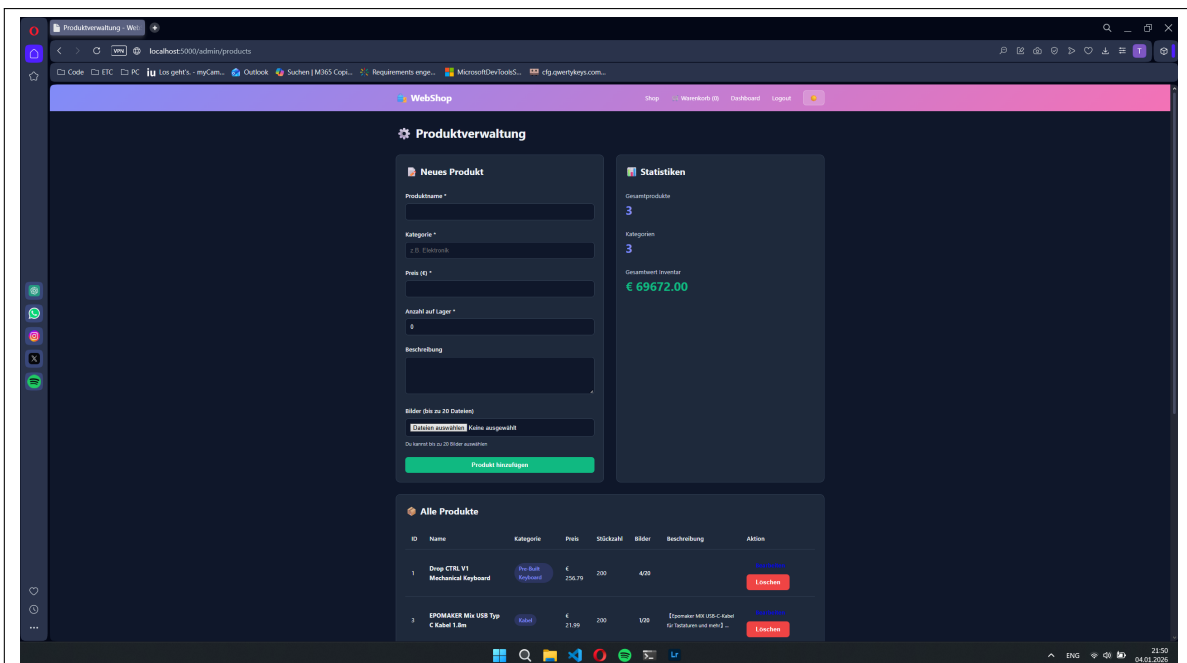 Produktverwaltung - Web
VPN localhost:5000/admin/products
T
Code ETC PC iu Los geht's. - myCam... Outlook Suchen | M365 Copi... Requirements enge... MicrosoftDevToolsS... cfg.qwertykeys.com...
WebShop Shop Warenkorb (0) Dashboard Logout
Produktverwaltung
Neues Produkt
Produktname *
Kategorie *
z.B. Elektronik
Preis (€) *
Anzahl auf Lager *
0
Beschreibung
Bilder (bis zu 20 Dateien)
Dateien auswählen Keine ausgewählt
Du kannst bis zu 20 Bilder auswählen
Produkt hinzufügen
Statistiken
Gesamtprodukte
3
Kategorien
3
Gesamtwert Inventar
€ 69672.00
Alle Produkte
ID Name Kategorie Preis Stückzahl Bilder Beschreibung Aktion
1 Drop CTRL V1 Mechanical Keyboard Pre-Built Keyboard € 256.79 200 4/20
Löschen
3 EPOMAKER Mix USB Typ C Kabel 1.8m Kabel € 21.99 200 1/20 【Epomaker MIX USB-C-Kabel für Tastaturen und mehr】 ...
Löschen
Lr
ENG 21:50
04.01.2026